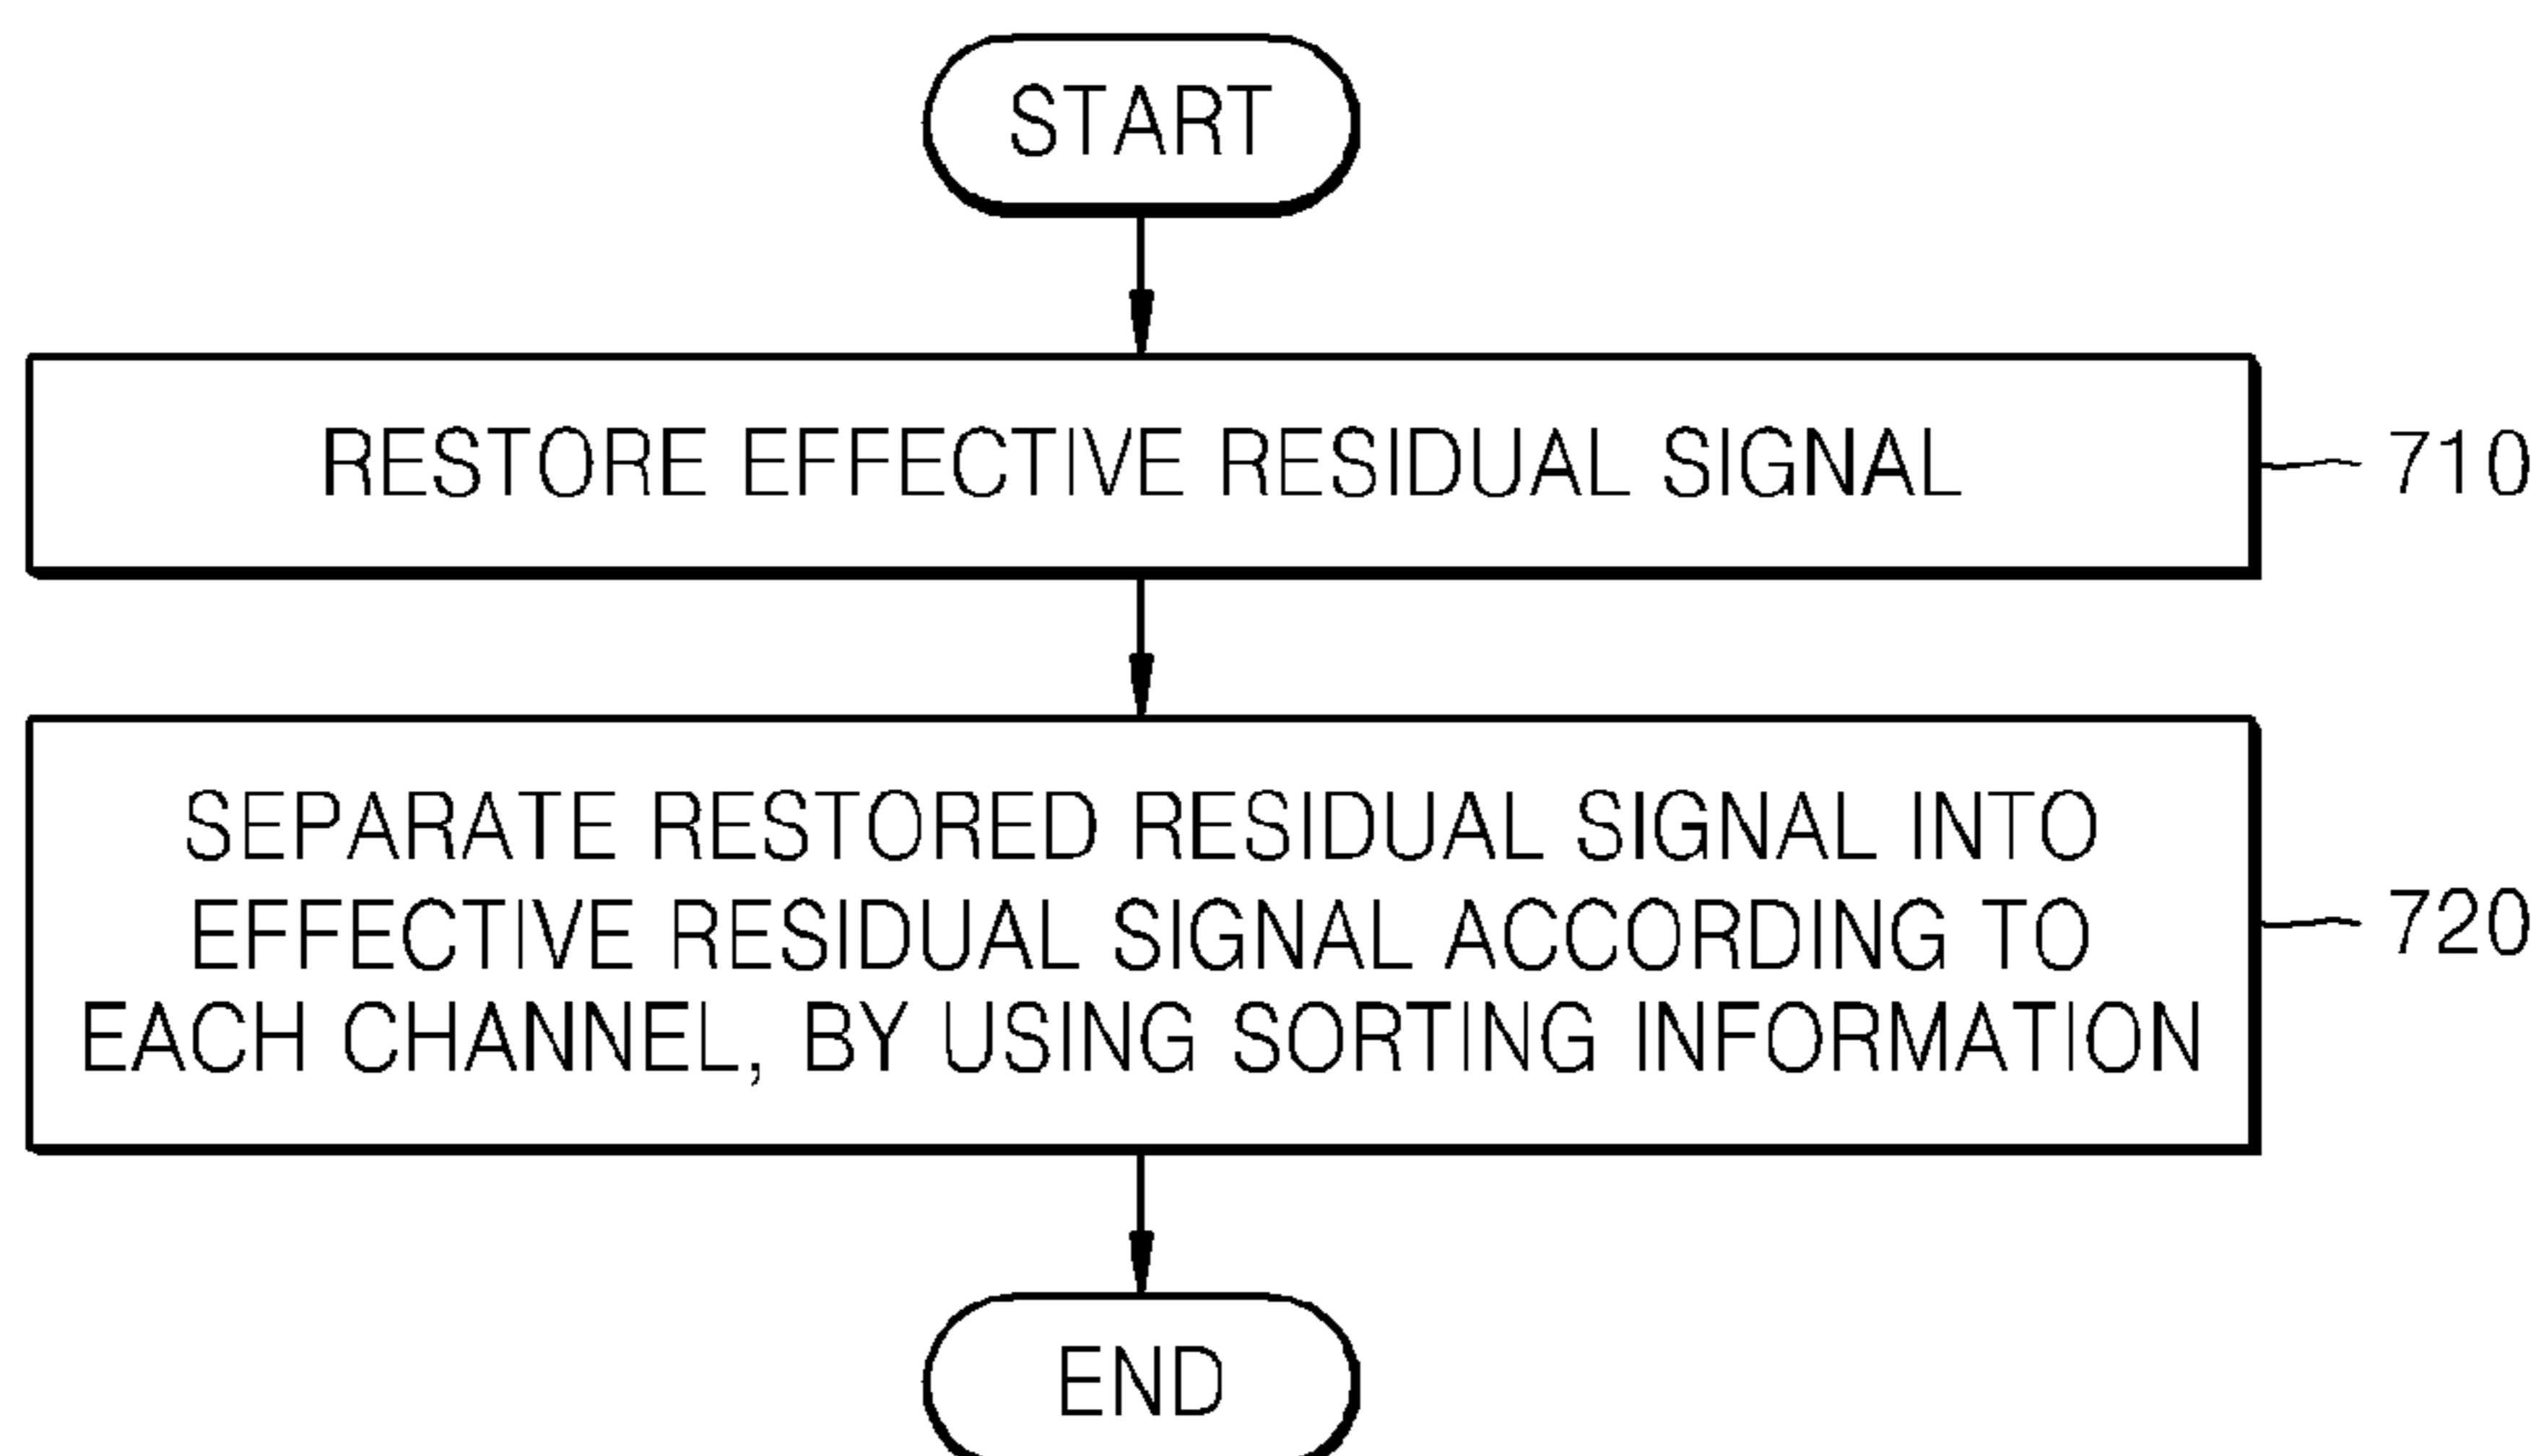 START
RESTORE EFFECTIVE RESIDUAL SIGNAL
710
SEPARATE RESTORED RESIDUAL SIGNAL INTO
EFFECTIVE RESIDUAL SIGNAL ACCORDING TO
EACH CHANNEL, BY USING SORTING INFORMATION
720
END